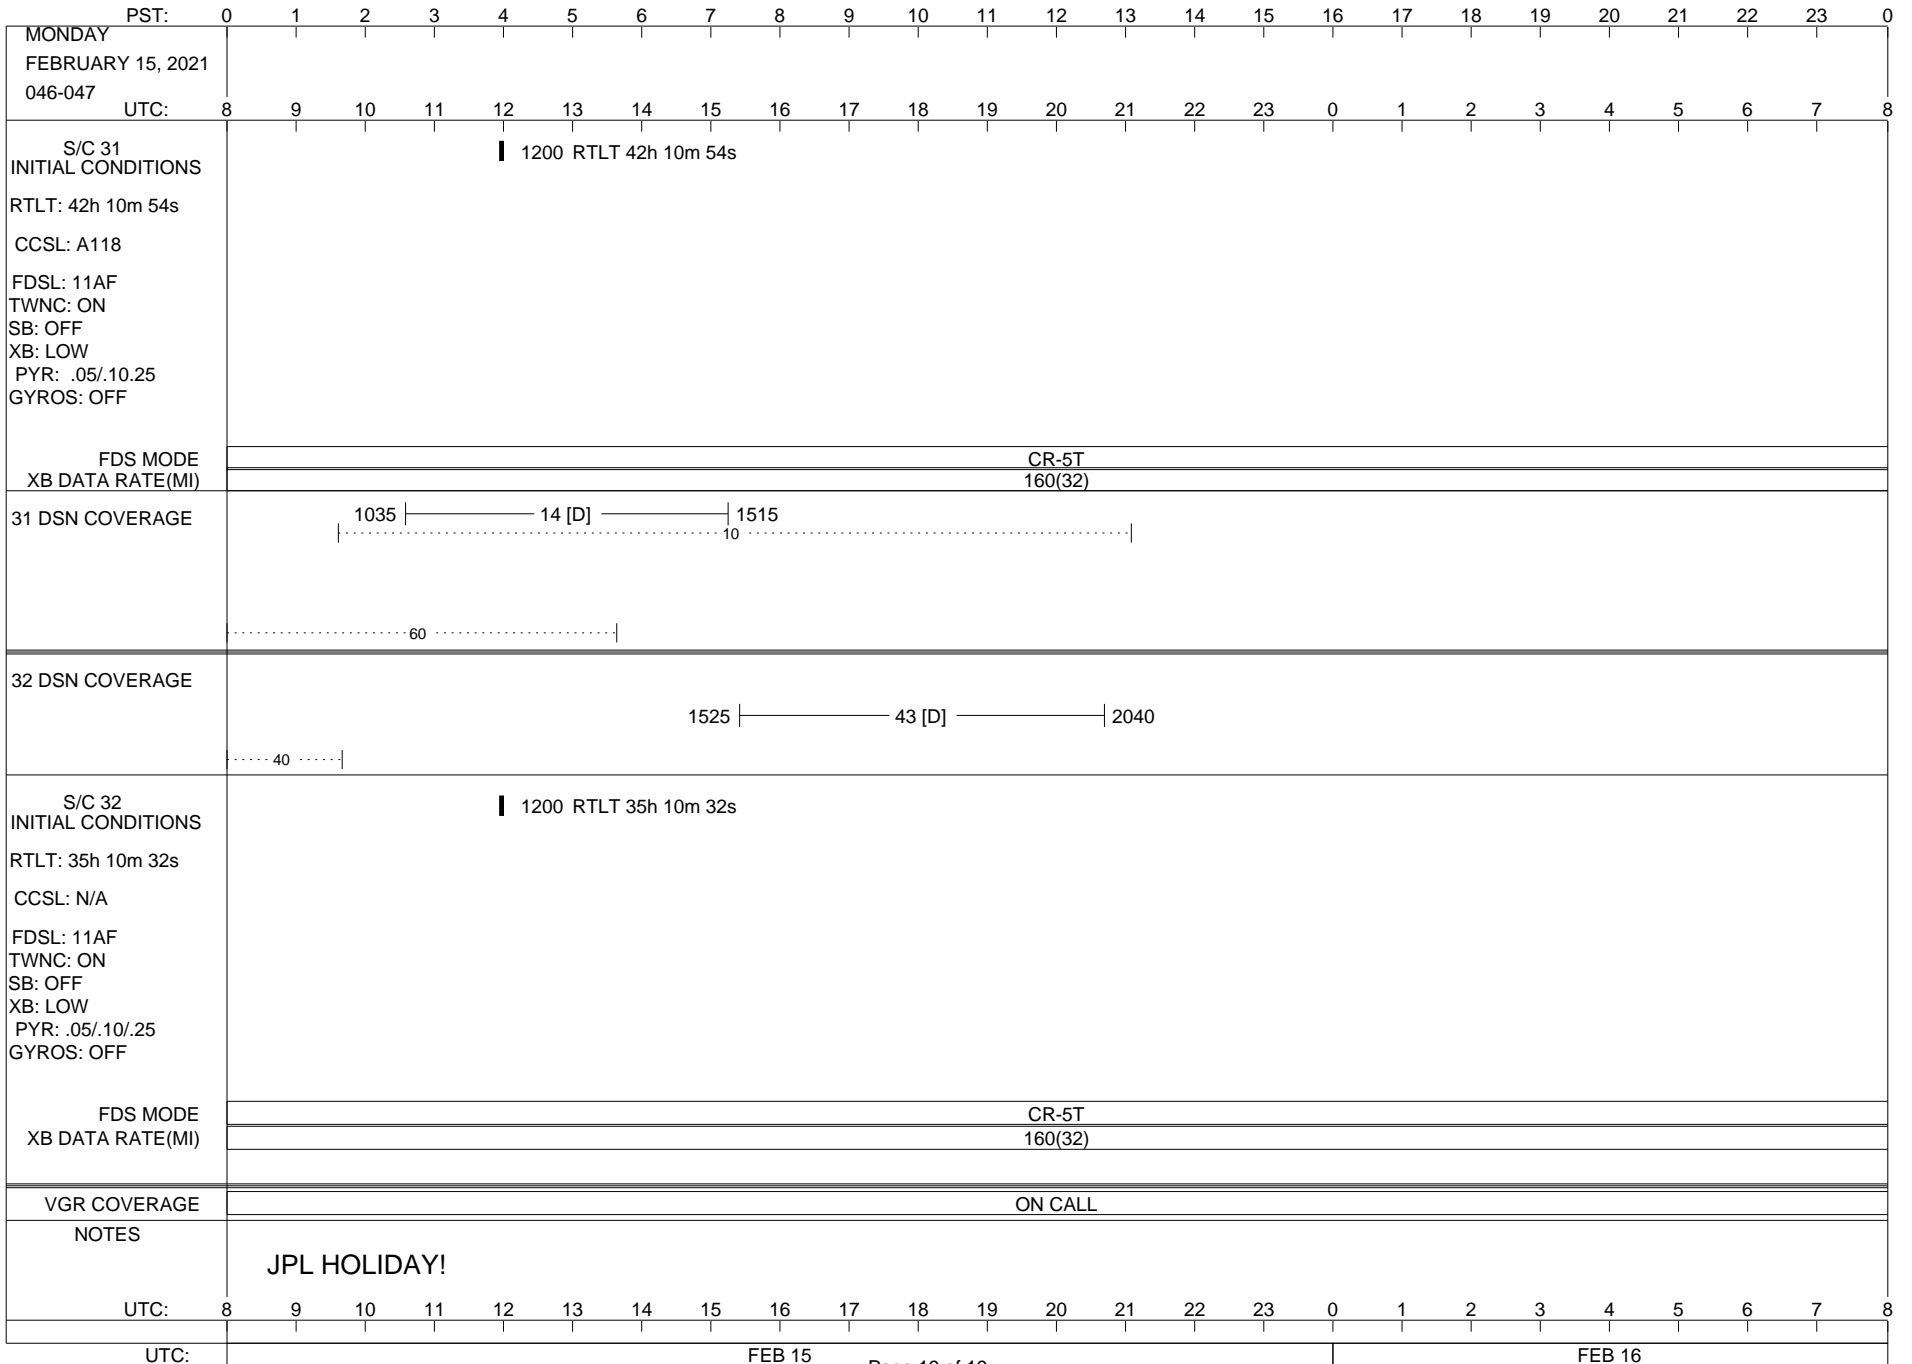 PST: 0 1 2 3 4 5 6 7 8 9 10 11 12 13 14 15 16 17 18 19 20 21 22 23 0
MONDAY
FEBRUARY 15, 2021
046-047
UTC: 8 9 10 11 12 13 14 15 16 17 18 19 20 21 22 23 0 1 2 3 4 5 6 7 8
S/C 31
INITIAL CONDITIONS
1200 RTLT 42h 10m 54s
RTLT: 42h 10m 54s
CCSL: A118
FDSL: 11AF
TWNC: ON
SB: OFF
XB: LOW
PYR: .05/.10.25
GYROS: OFF
FDS MODE CR-5T
XB DATA RATE(MI) 160(32)
31 DSN COVERAGE
1035 14 [D] 1515
10
60
32 DSN COVERAGE
1525 43 [D] 2040
40
S/C 32
INITIAL CONDITIONS
1200 RTLT 35h 10m 32s
RTLT: 35h 10m 32s
CCSL: N/A
FDSL: 11AF
TWNC: ON
SB: OFF
XB: LOW
PYR: .05/.10/.25
GYROS: OFF
FDS MODE CR-5T
XB DATA RATE(MI) 160(32)
VGR COVERAGE ON CALL
NOTES
JPL HOLIDAY!
UTC: 8 9 10 11 12 13 14 15 16 17 18 19 20 21 22 23 0 1 2 3 4 5 6 7 8
UTC: FEB 15 FEB 16